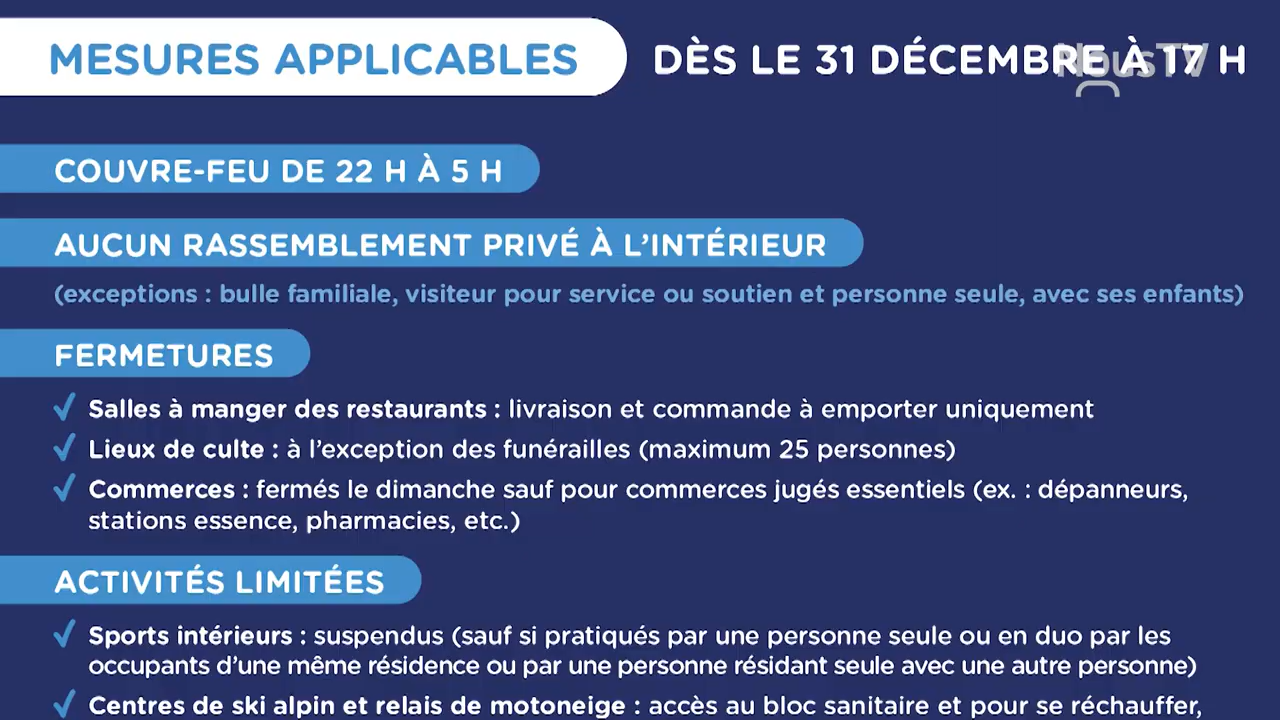 MESURES APPLICABLES DÈS LE 31 DÉCEMBRE À 17 H
NousTV
COUVRE-FEU DE 22 H À 5 H
AUCUN RASSEMBLEMENT PRIVÉ À L’INTÉRIEUR
(exceptions : bulle familiale, visiteur pour service ou soutien et personne seule, avec ses enfants)
FERMETURES
Salles à manger des restaurants : livraison et commande à emporter uniquement
Lieux de culte : à l’exception des funérailles (maximum 25 personnes)
Commerces : fermés le dimanche sauf pour commerces jugés essentiels (ex. : dépanneurs,
stations essence, pharmacies, etc.)
ACTIVITÉS LIMITÉES
Sports intérieurs : suspendus (sauf si pratiqués par une personne seule ou en duo par les
occupants d’une même résidence ou par une personne résidant seule avec une autre personne)
Centres de ski alpin et relais de motoneige : accès au bloc sanitaire et pour se réchauffer,